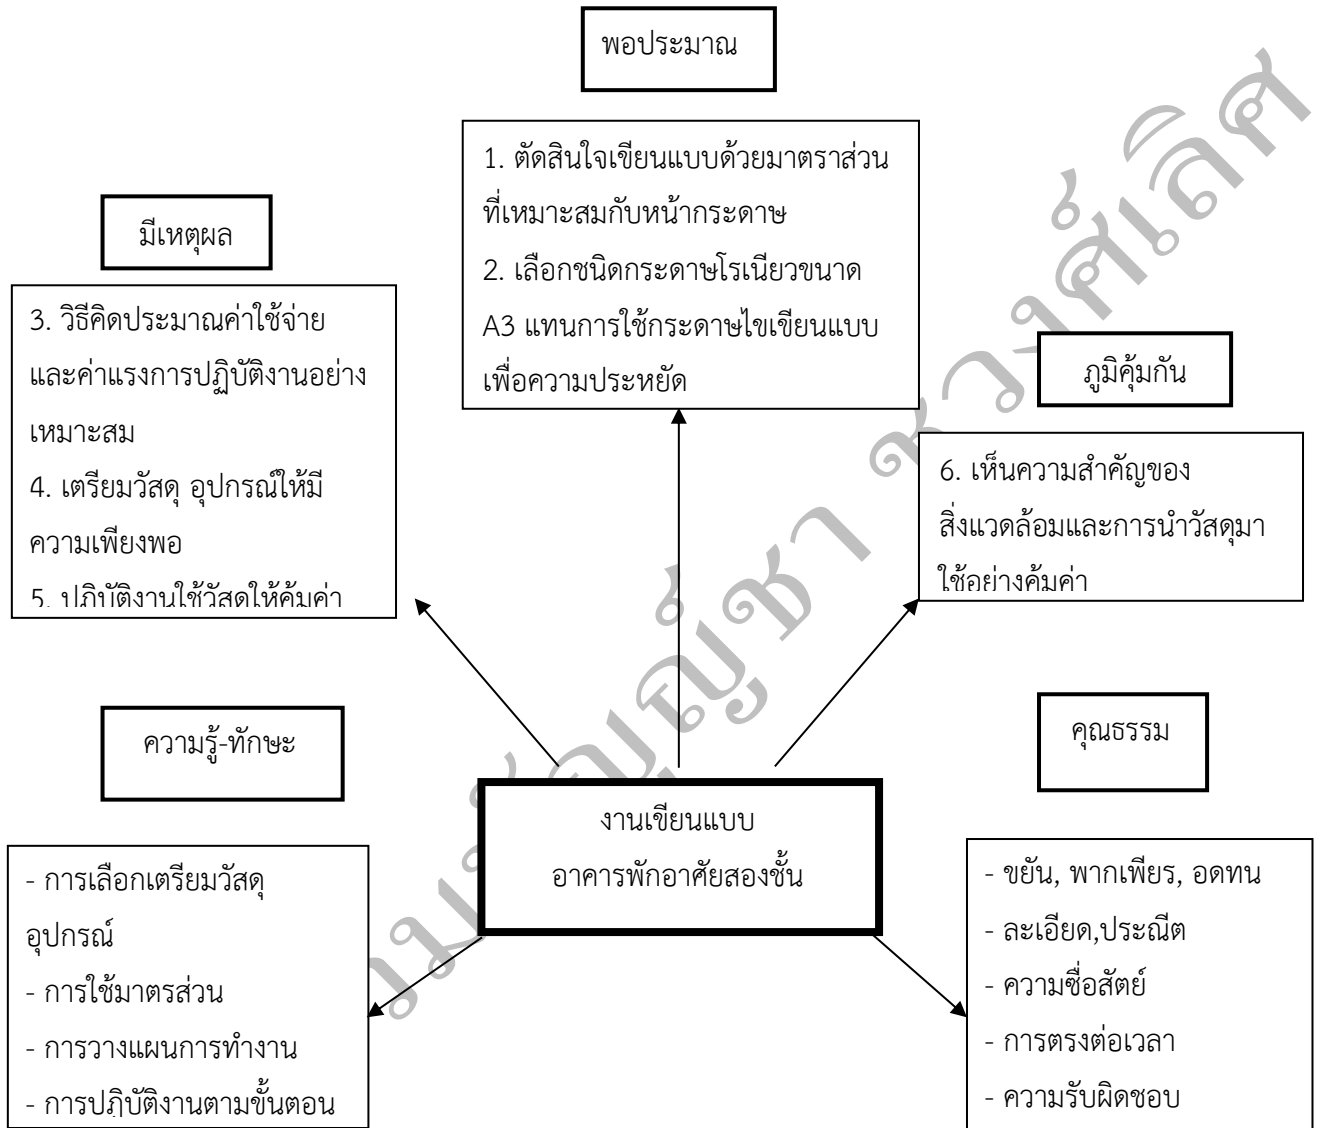 พอประมาณ
1. ตัดสินใจเขียนแบบด้วยมาตราส่วน
ที่เหมาะสมกับหน้ากระดาษ
2. เลือกชนิดกระดาษโรเนียวขนาด
A3 แทนการใช้กระดาษไขเขียนแบบ
เพื่อความประหยัด
มีเหตุผล
3. วิธีคิดประมาณค่าใช้จ่าย
และค่าแรงการปฏิบัติงานอย่าง
เหมาะสม
4. เตรียมวัสดุ อุปกรณ์ให้มี
ความเพียงพอ
5. ปฏิบัติงานใช้วัสดุให้คุ้มค่า
ภูมิคุ้มกัน
6. เห็นความสำคัญของ
สิ่งแวดล้อมและการนำวัสดุมา
ใช้อย่างคุ้มค่า
ความรู้-ทักษะ
- การเลือกเตรียมวัสดุ
อุปกรณ์
- การใช้มาตรส่วน
- การวางแผนการทำงาน
- การปฏิบัติงานตามขั้นตอน
งานเขียนแบบ
อาคารพักอาศัยสองชั้น
คุณธรรม
- ขยัน, พากเพียร, อดทน
- ละเอียด,ประณีต
- ความซื่อสัตย์
- การตรงต่อเวลา
- ความรับผิดชอบ